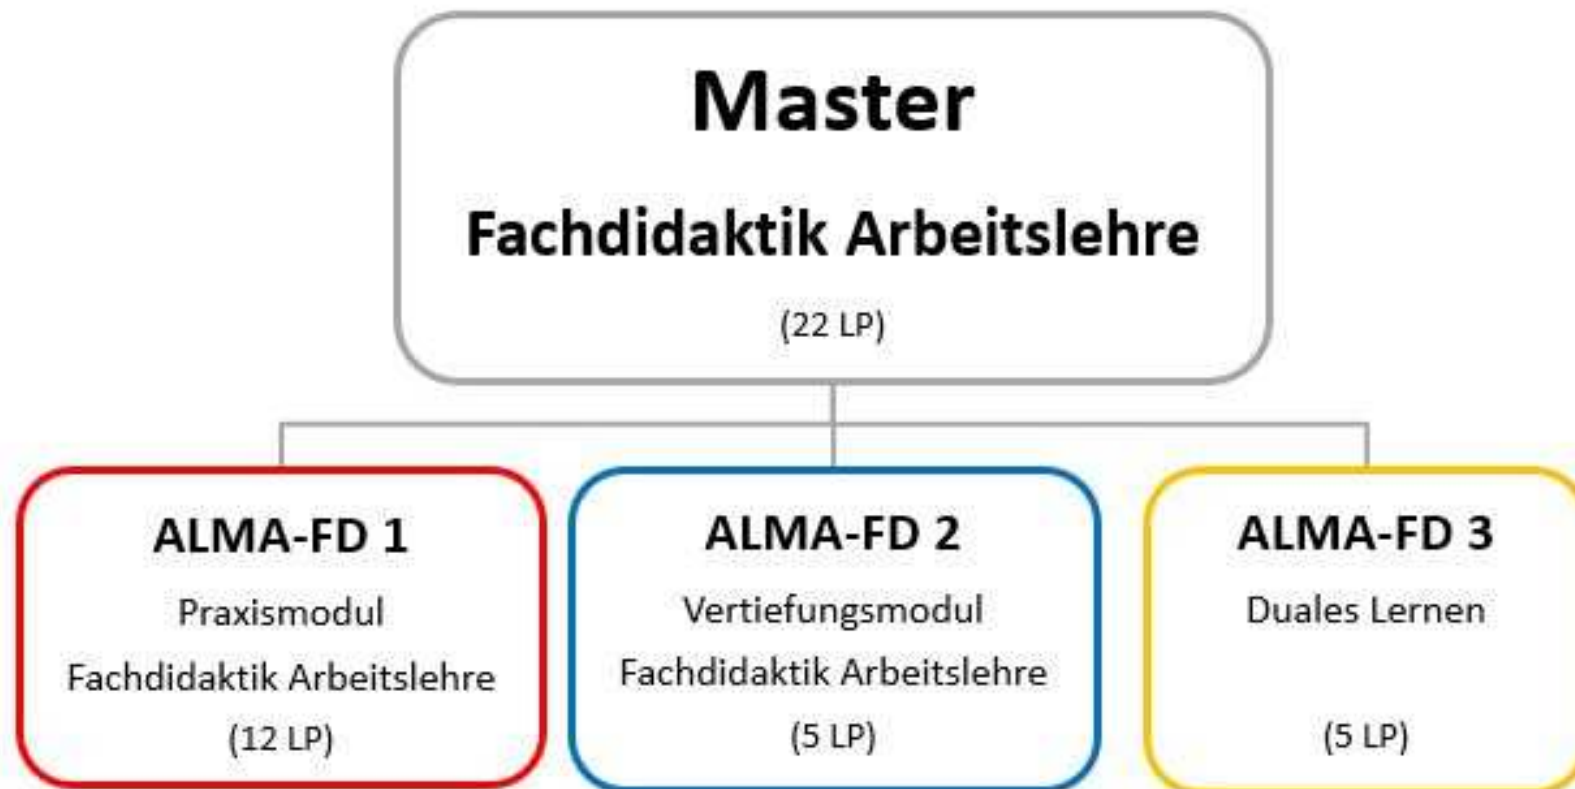 Master
Fachdidaktik Arbeitslehre
(22 LP)
ALMA-FD 1
Praxismodul
Fachdidaktik Arbeitslehre
(12 LP)
ALMA-FD 2
Vertiefungsmodul
Fachdidaktik Arbeitslehre
(5 LP)
ALMA-FD 3
Duales Lernen
(5 LP)